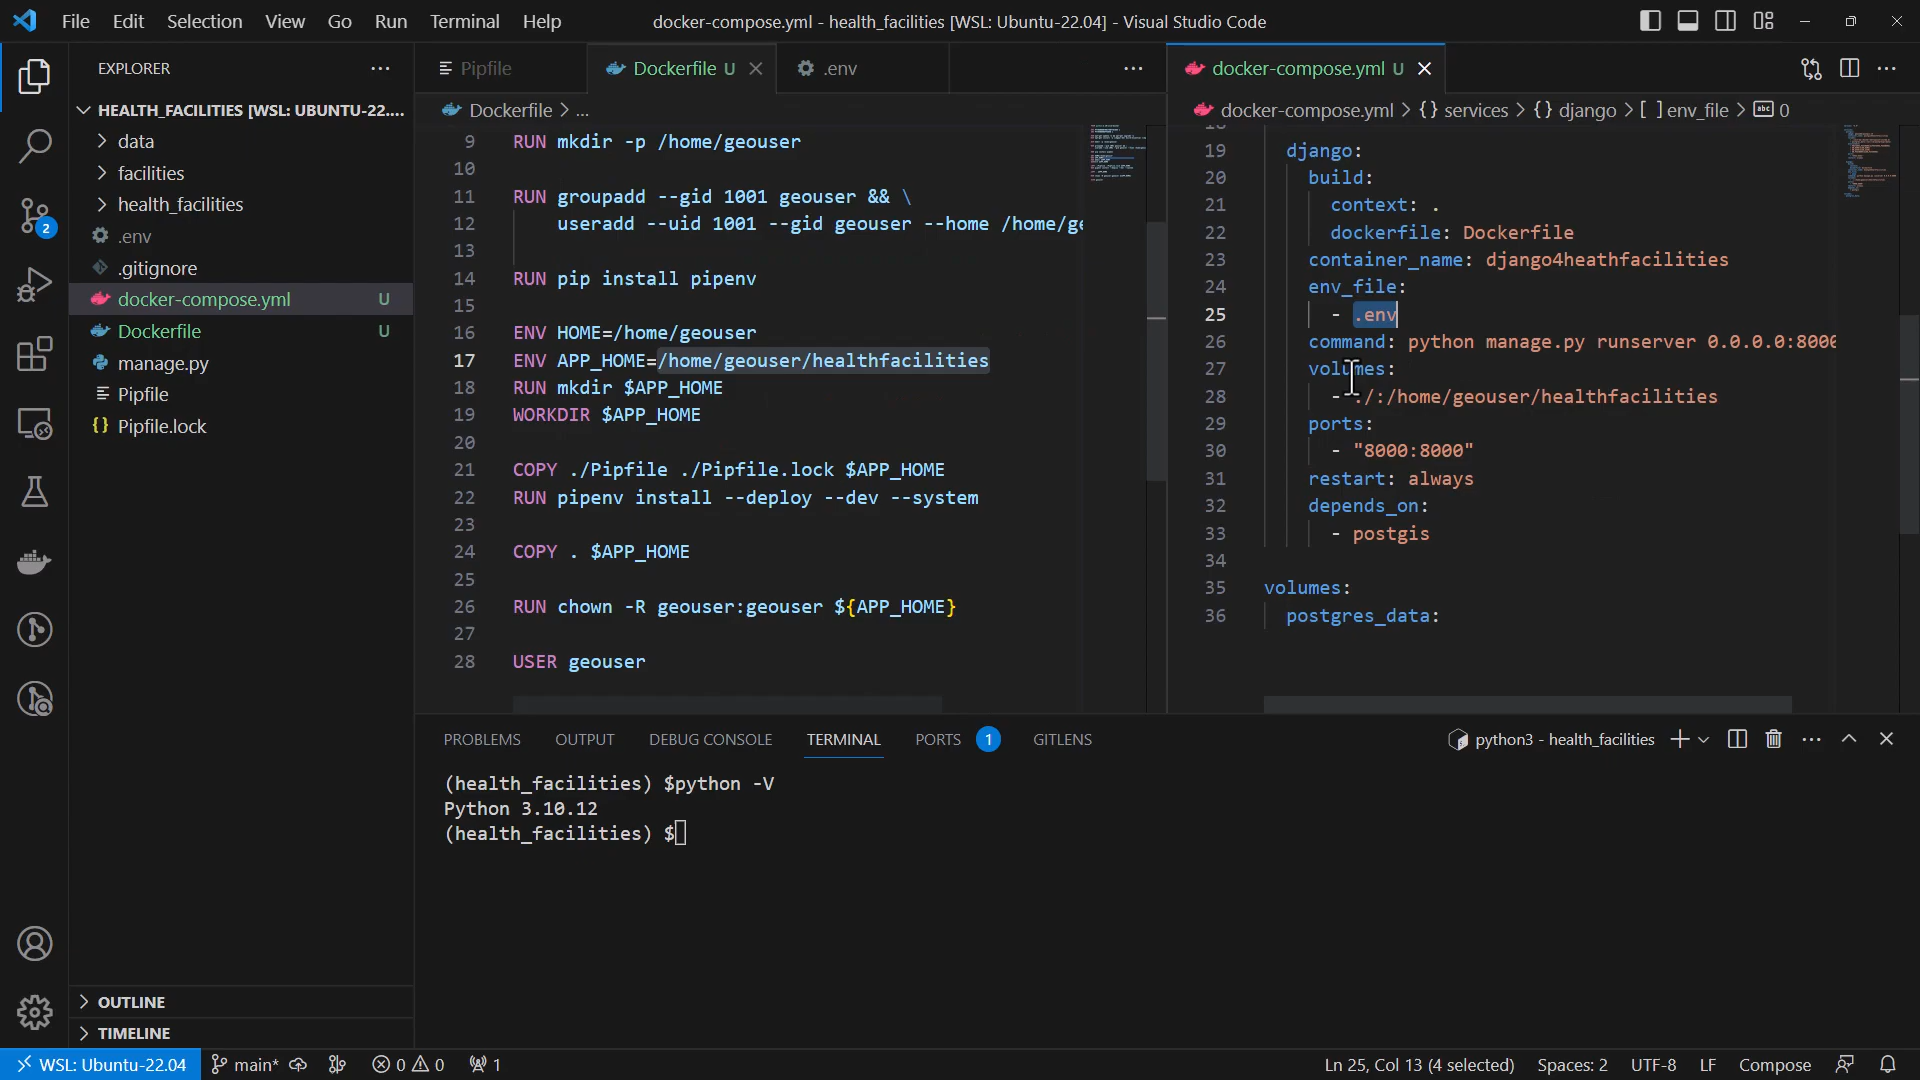 File Edit Selection View Go Run Terminal Help
docker-compose.yml - health_facilities [WSL: Ubuntu-22.04] - Visual Studio Code
EXPLORER
HEALTH_FACILITIES [WSL: UBUNTU-22....
data
facilities
health_facilities
.env
.gitignore
docker-compose.yml U
Dockerfile U
manage.py
Pipfile
Pipfile.lock
OUTLINE
TIMELINE
2
Pipfile
Dockerfile U
.env
Dockerfile > ...
9 RUN mkdir -p /home/geouser
10
11 RUN groupadd --gid 1001 geouser && \
12 useradd --uid 1001 --gid geouser --home /home/ge
13
14 RUN pip install pipenv
15
16 ENV HOME=/home/geouser
17 ENV APP_HOME=/home/geouser/healthfacilities
18 RUN mkdir $APP_HOME
19 WORKDIR $APP_HOME
20
21 COPY ./Pipfile ./Pipfile.lock $APP_HOME
22 RUN pipenv install --deploy --dev --system
23
24 COPY . $APP_HOME
25
26 RUN chown -R geouser:geouser ${APP_HOME}
27
28 USER geouser
docker-compose.yml U
docker-compose.yml > {} services > {} django > [ ] env_file > abc 0
18
19 django:
20 build:
21 context: .
22 dockerfile: Dockerfile
23 container_name: django4heathfacilities
24 env_file:
25 - .env
26 command: python manage.py runserver 0.0.0.0:8000
27 volumes:
28 - ./:/home/geouser/healthfacilities
29 ports:
30 - "8000:8000"
31 restart: always
32 depends_on:
33 - postgis
34
35 volumes:
36 postgres_data:
PROBLEMS OUTPUT DEBUG CONSOLE TERMINAL PORTS 1 GITLENS
python3 - health_facilities
(health_facilities) $python -V
Python 3.10.12
(health_facilities) $
WSL: Ubuntu-22.04 main* 0 0 1
Ln 25, Col 13 (4 selected) Spaces: 2 UTF-8 LF Compose